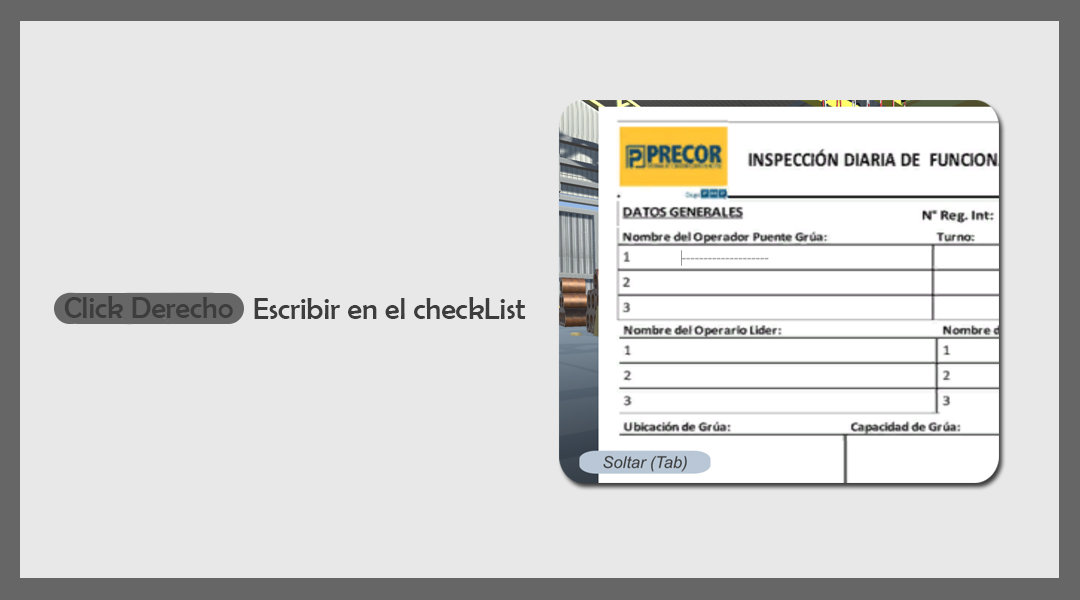 Click Derecho Escribir en el checkList
PRECOR
INSPECCIÓN DIARIA DE FUNCION
DATOS GENERALES
N° Reg. Int:
Nombre del Operador Puente Grúa:
Turno:
1 --------------------
2
3
Nombre del Operario Lider:
Nombre d
1 1
2 2
3 3
Ubicación de Grúa:
Capacidad de Grúa:
Soltar (Tab)